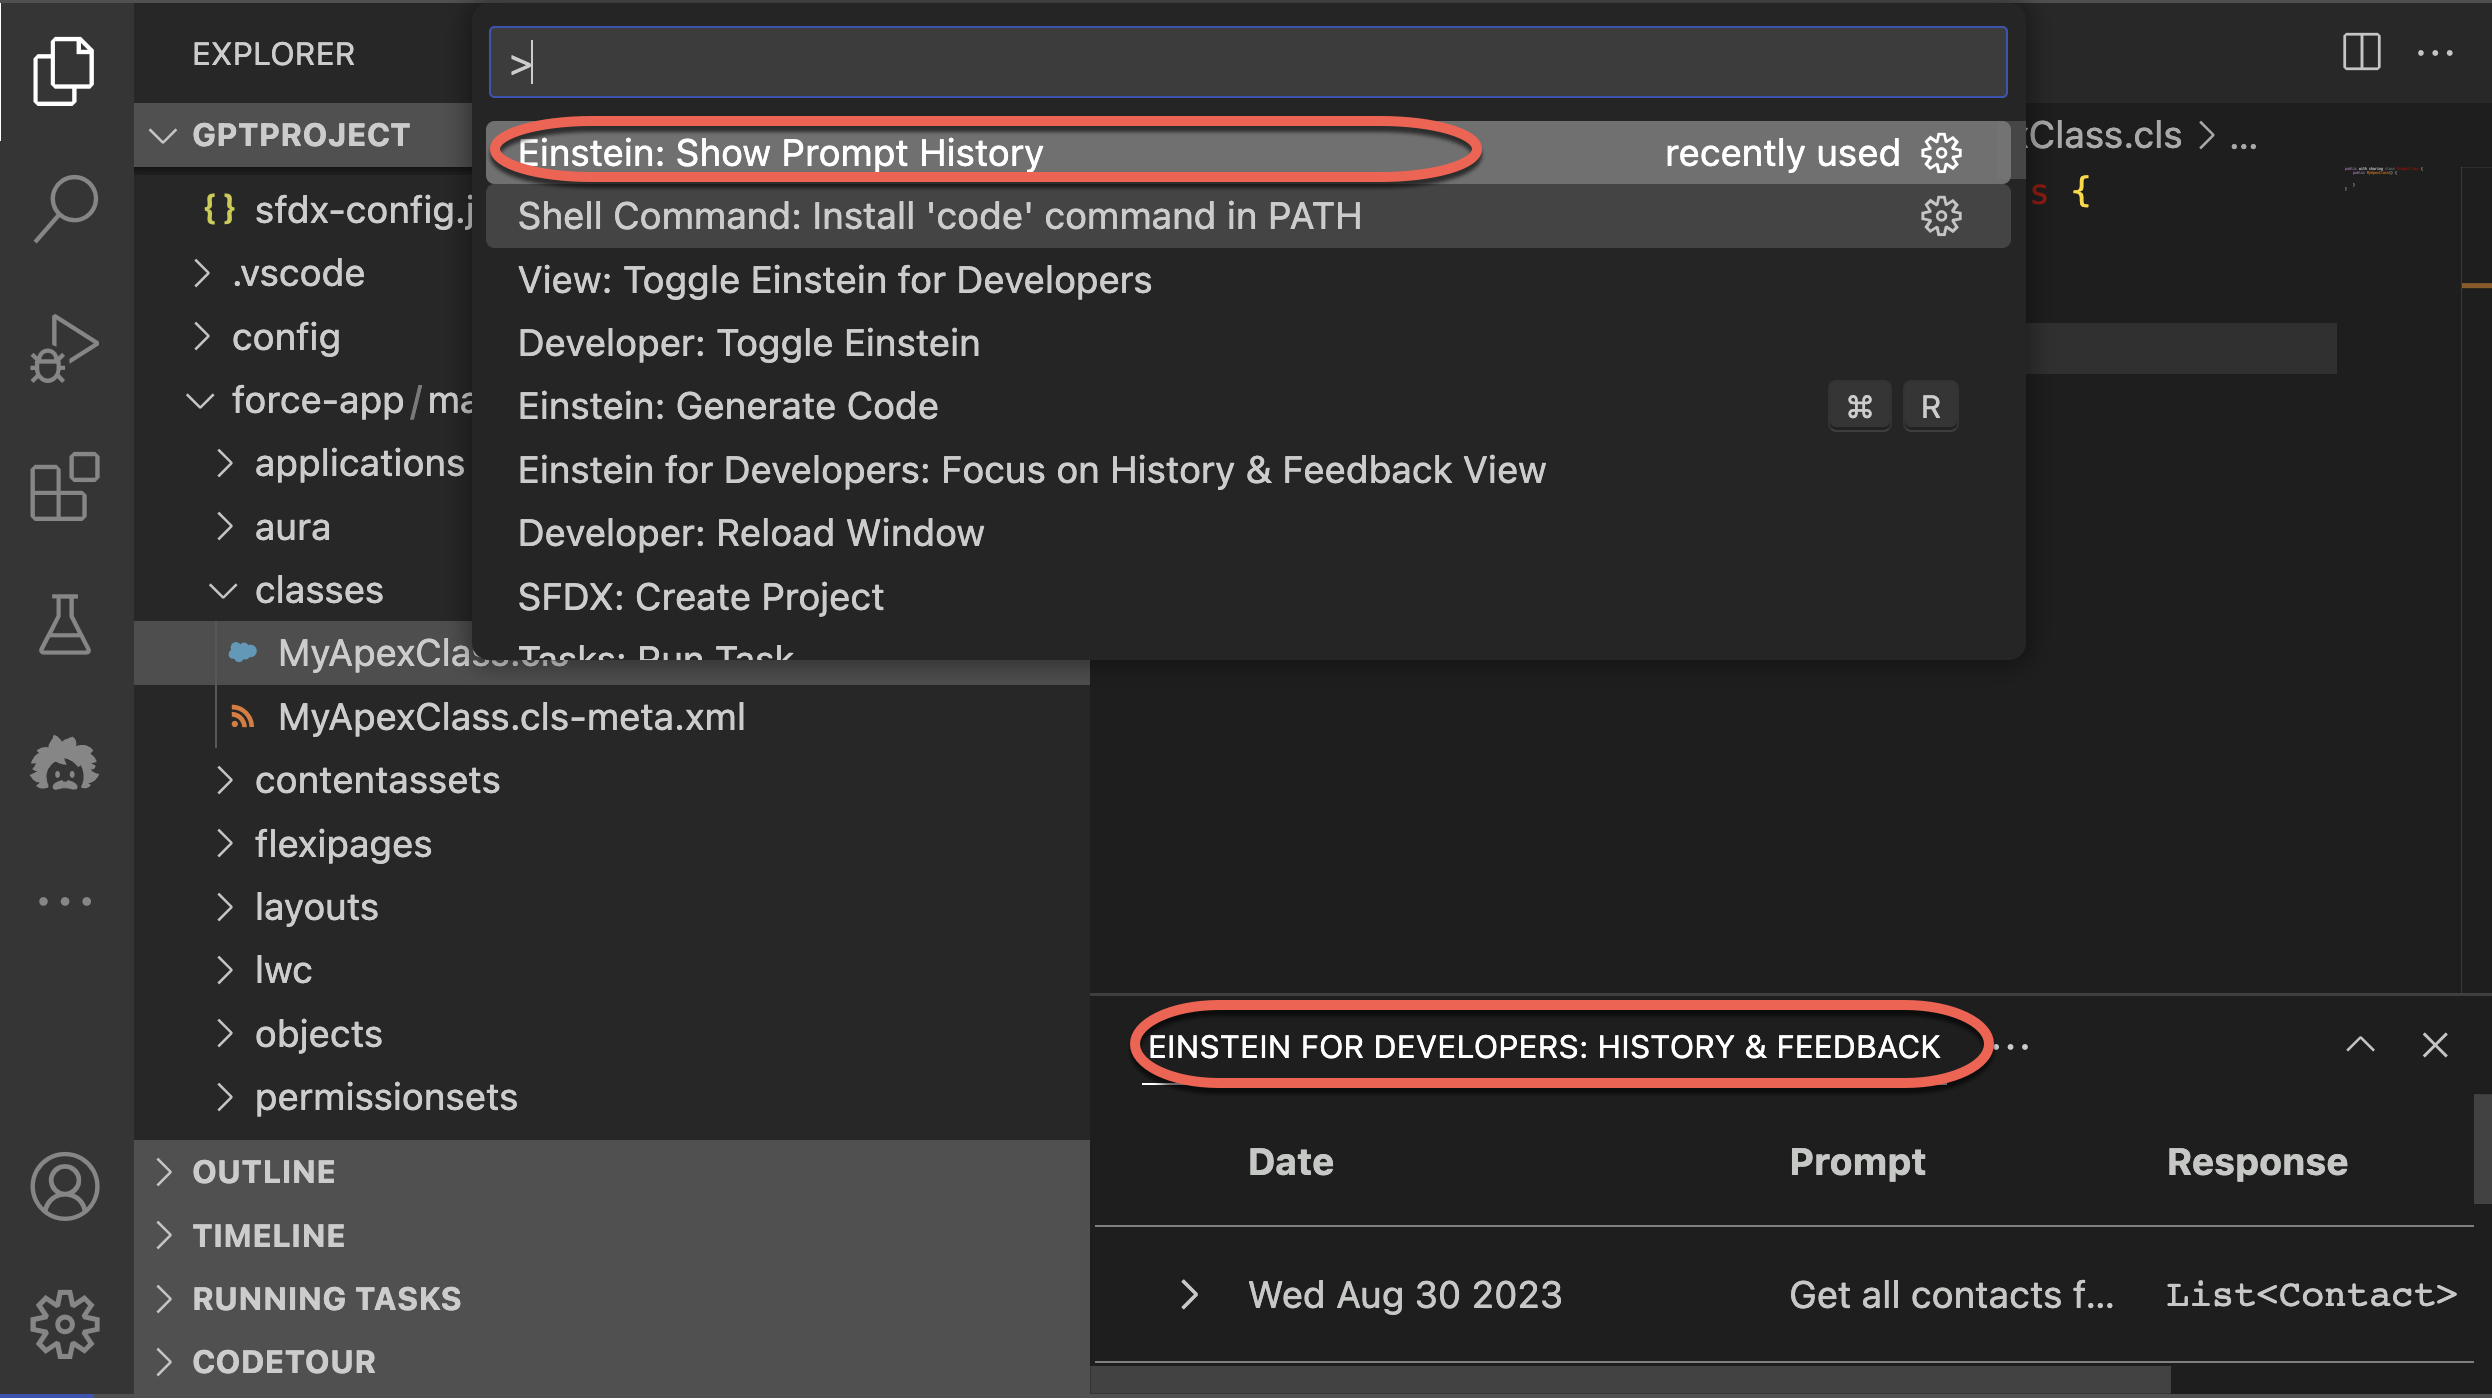 EXPLORER
GPTPROJECT
sfdx-config.j
.vscode
config
force-app/ma
applications
aura
classes
MyApexClass.cls
MyApexClass.cls-meta.xml
contentassets
flexipages
layouts
lwc
objects
permissionsets
OUTLINE
TIMELINE
RUNNING TASKS
CODETOUR
>
Einstein: Show Prompt History recently used
Shell Command: Install 'code' command in PATH
View: Toggle Einstein for Developers
Developer: Toggle Einstein
Einstein: Generate Code ⌘ R
Einstein for Developers: Focus on History & Feedback View
Developer: Reload Window
SFDX: Create Project
Tasks: Run Task
xClass.cls > ...
s {
EINSTEIN FOR DEVELOPERS: HISTORY & FEEDBACK
Date Prompt Response
Wed Aug 30 2023 Get all contacts f... List<Contact>